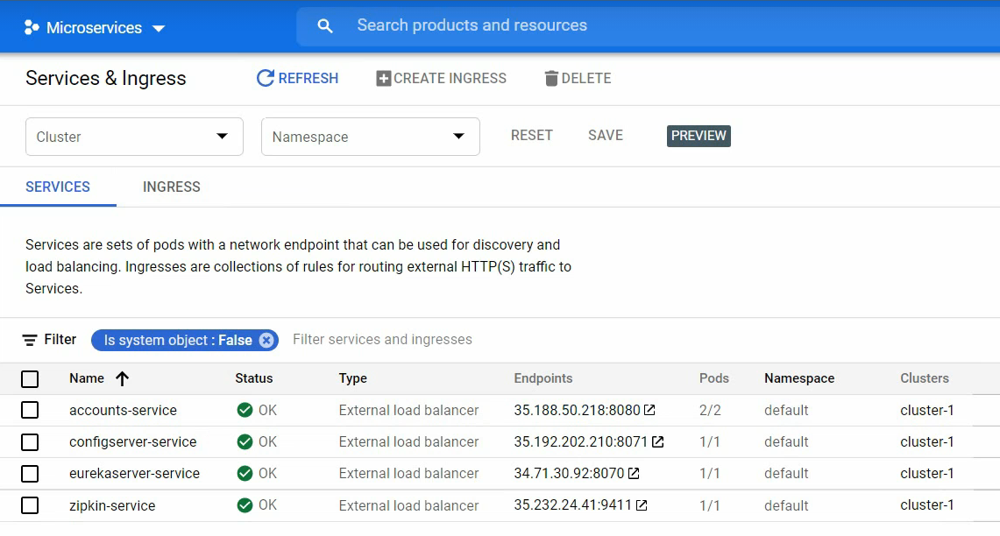 Microservices Search products and resources
Services & Ingress REFRESH CREATE INGRESS DELETE
Cluster Namespace RESET SAVE PREVIEW
SERVICES INGRESS
Services are sets of pods with a network endpoint that can be used for discovery and
load balancing. Ingresses are collections of rules for routing external HTTP(S) traffic to
Services.
Filter Is system object : False Filter services and ingresses
Name Status Type Endpoints Pods Namespace Clusters
accounts-service OK External load balancer 35.188.50.218:8080 2/2 default cluster-1
configserver-service OK External load balancer 35.192.202.210:8071 1/1 default cluster-1
eurekaserver-service OK External load balancer 34.71.30.92:8070 1/1 default cluster-1
zipkin-service OK External load balancer 35.232.24.41:9411 1/1 default cluster-1